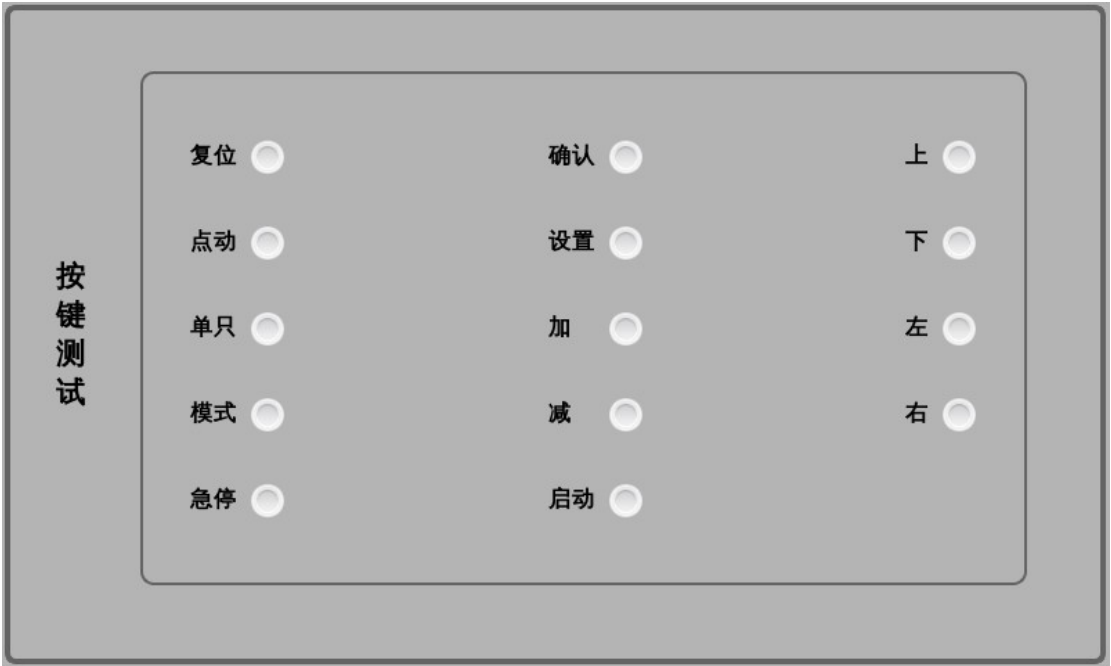 按键测试
复位 确认 上
点动 设置 下
单只 加 左
模式 减 右
急停 启动